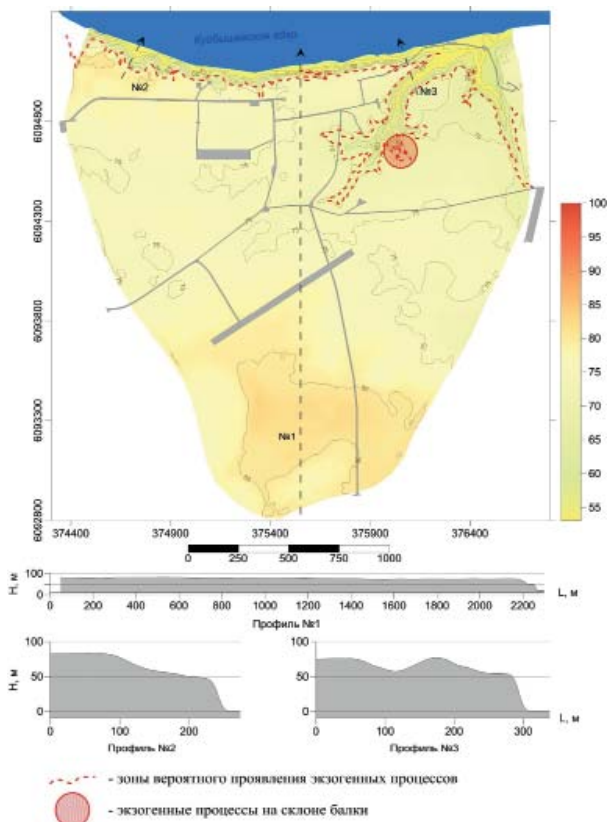 Куйбышевское вдхр.
№2
№3
6094800
6094300
6093800
6093300
6092800
№1
374400 374900 375400 375900 376400
100
95
90
85
80
75
70
65
60
55
0 250 500 750 1000
H, м
100
0
0 200 400 600 800 1000 1200 1400 1600 1800 2000 2200
L, м
Профиль №1
H, м
100
50
0
0 100 200
Профиль №2
100
50
0
0 100 200 300
L, м
Профиль №3
- зоны вероятного проявления экзогенных процессов
- экзогенные процессы на склоне балки